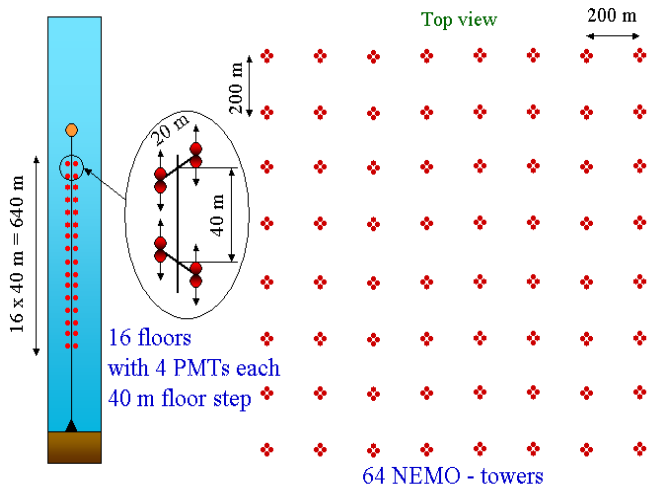 Top view
200 m
200 m
20 m
40 m
16 x 40 m = 640 m
16 floors
with 4 PMTs each
40 m floor step
64 NEMO - towers